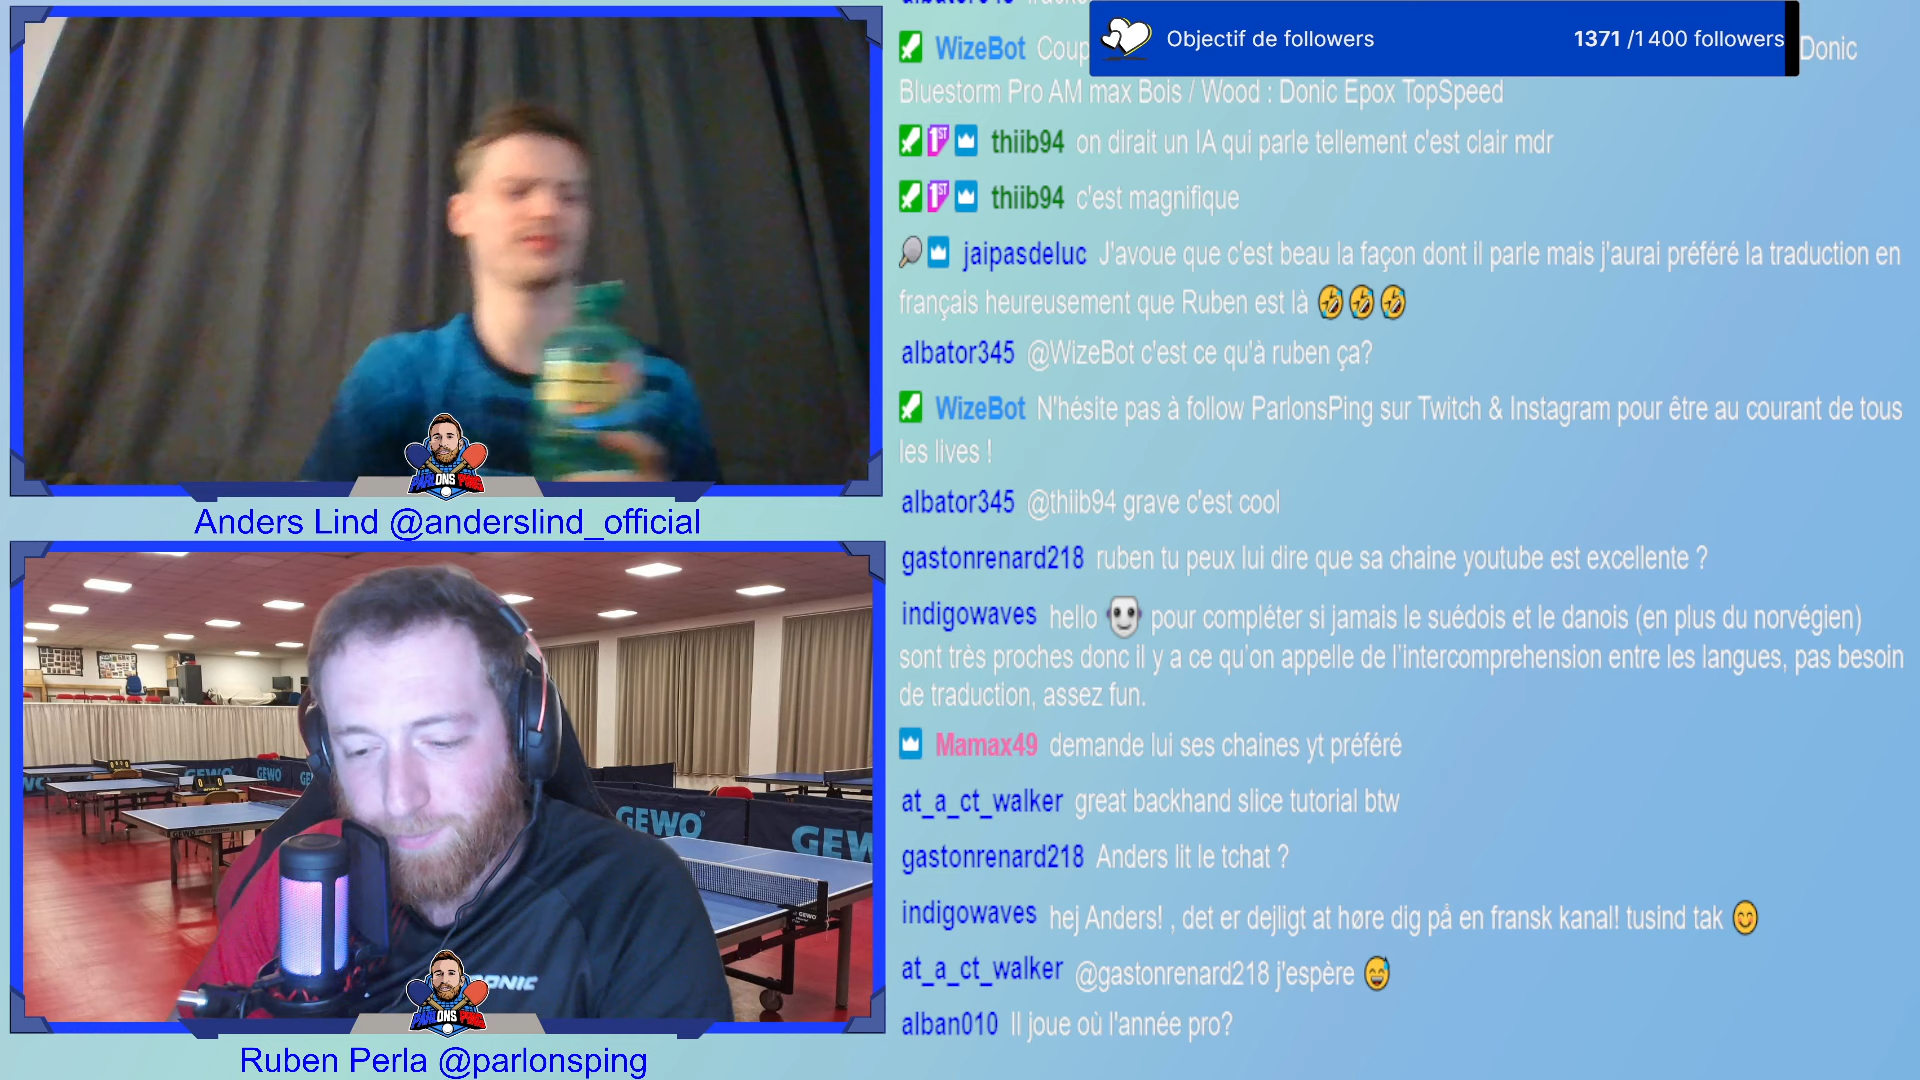 Objectif de followers 1371 /1 400 followers
WizeBot Coup Donic
Bluestorm Pro AM max Bois / Wood : Donic Epox TopSpeed
thiib94 on dirait un IA qui parle tellement c'est clair mdr
thiib94 c'est magnifique
jaipasdeluc J'avoue que c'est beau la façon dont il parle mais j'aurai préféré la traduction en
français heureusement que Ruben est là 🤣🤣🤣
albator345 @WizeBot c'est ce qu'à ruben ça?
WizeBot N'hésite pas à follow ParlonsPing sur Twitch & Instagram pour être au courant de tous
les lives !
albator345 @thiib94 grave c'est cool
gastonrenard218 ruben tu peux lui dire que sa chaine youtube est excellente ?
indigowaves hello pour compléter si jamais le suédois et le danois (en plus du norvégien)
sont très proches donc il y a ce qu'on appelle de l'intercomprehension entre les langues, pas besoin
de traduction, assez fun.
Mamax49 demande lui ses chaines yt préféré
at_a_ct_walker great backhand slice tutorial btw
gastonrenard218 Anders lit le tchat ?
indigowaves hej Anders! , det er dejligt at høre dig på en fransk kanal! tusind tak 😊
at_a_ct_walker @gastonrenard218 j'espère 😅
alban010 Il joue où l'année pro?
PARLONS PING
Anders Lind @anderslind_official
GEWO
GEWO
GEWO
GEWO
GEWO
PARLONS PING
Ruben Perla @parlonsping